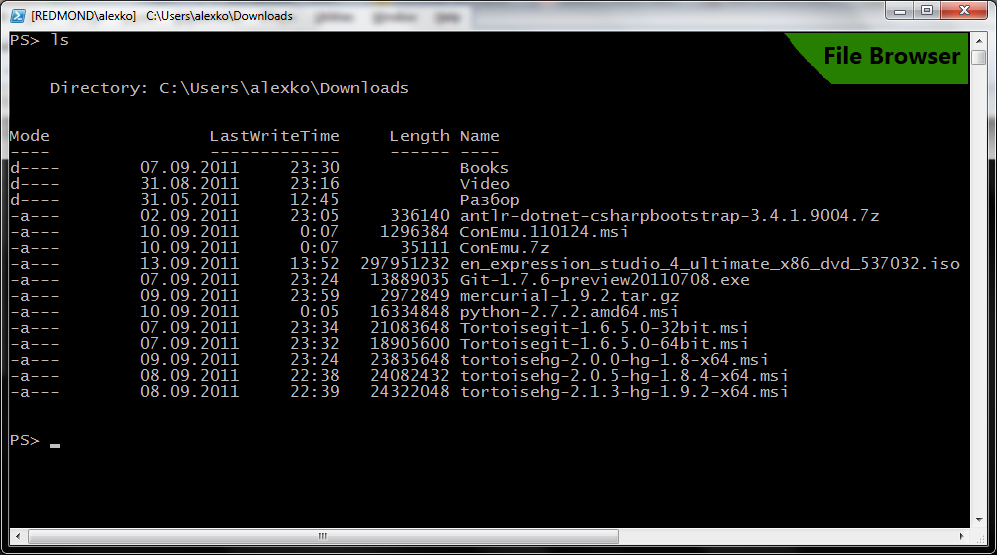 [REDMOND\alexko] C:\Users\alexko\Downloads
PS> ls
File Browser
Directory: C:\Users\alexko\Downloads
Mode LastWriteTime Length Name
---- ------------- ------ ----
d---- 07.09.2011 23:30 Books
d---- 31.08.2011 23:16 Video
d---- 31.05.2011 12:45 Разбор
-a--- 02.09.2011 23:05 336140 antlr-dotnet-csharpbootstrap-3.4.1.9004.7z
-a--- 10.09.2011 0:07 1296384 ConEmu.110124.msi
-a--- 10.09.2011 0:07 35111 ConEmu.7z
-a--- 13.09.2011 13:52 297951232 en_expression_studio_4_ultimate_x86_dvd_537032.iso
-a--- 07.09.2011 23:24 13889035 Git-1.7.6-preview20110708.exe
-a--- 09.09.2011 23:59 2972849 mercurial-1.9.2.tar.gz
-a--- 10.09.2011 0:05 16334848 python-2.7.2.amd64.msi
-a--- 07.09.2011 23:34 21083648 Tortoisegit-1.6.5.0-32bit.msi
-a--- 07.09.2011 23:32 18905600 Tortoisegit-1.6.5.0-64bit.msi
-a--- 09.09.2011 23:24 23835648 tortoisehg-2.0.0-hg-1.8-x64.msi
-a--- 08.09.2011 22:38 24082432 tortoisehg-2.0.5-hg-1.8.4-x64.msi
-a--- 08.09.2011 22:39 24322048 tortoisehg-2.1.3-hg-1.9.2-x64.msi
PS> _